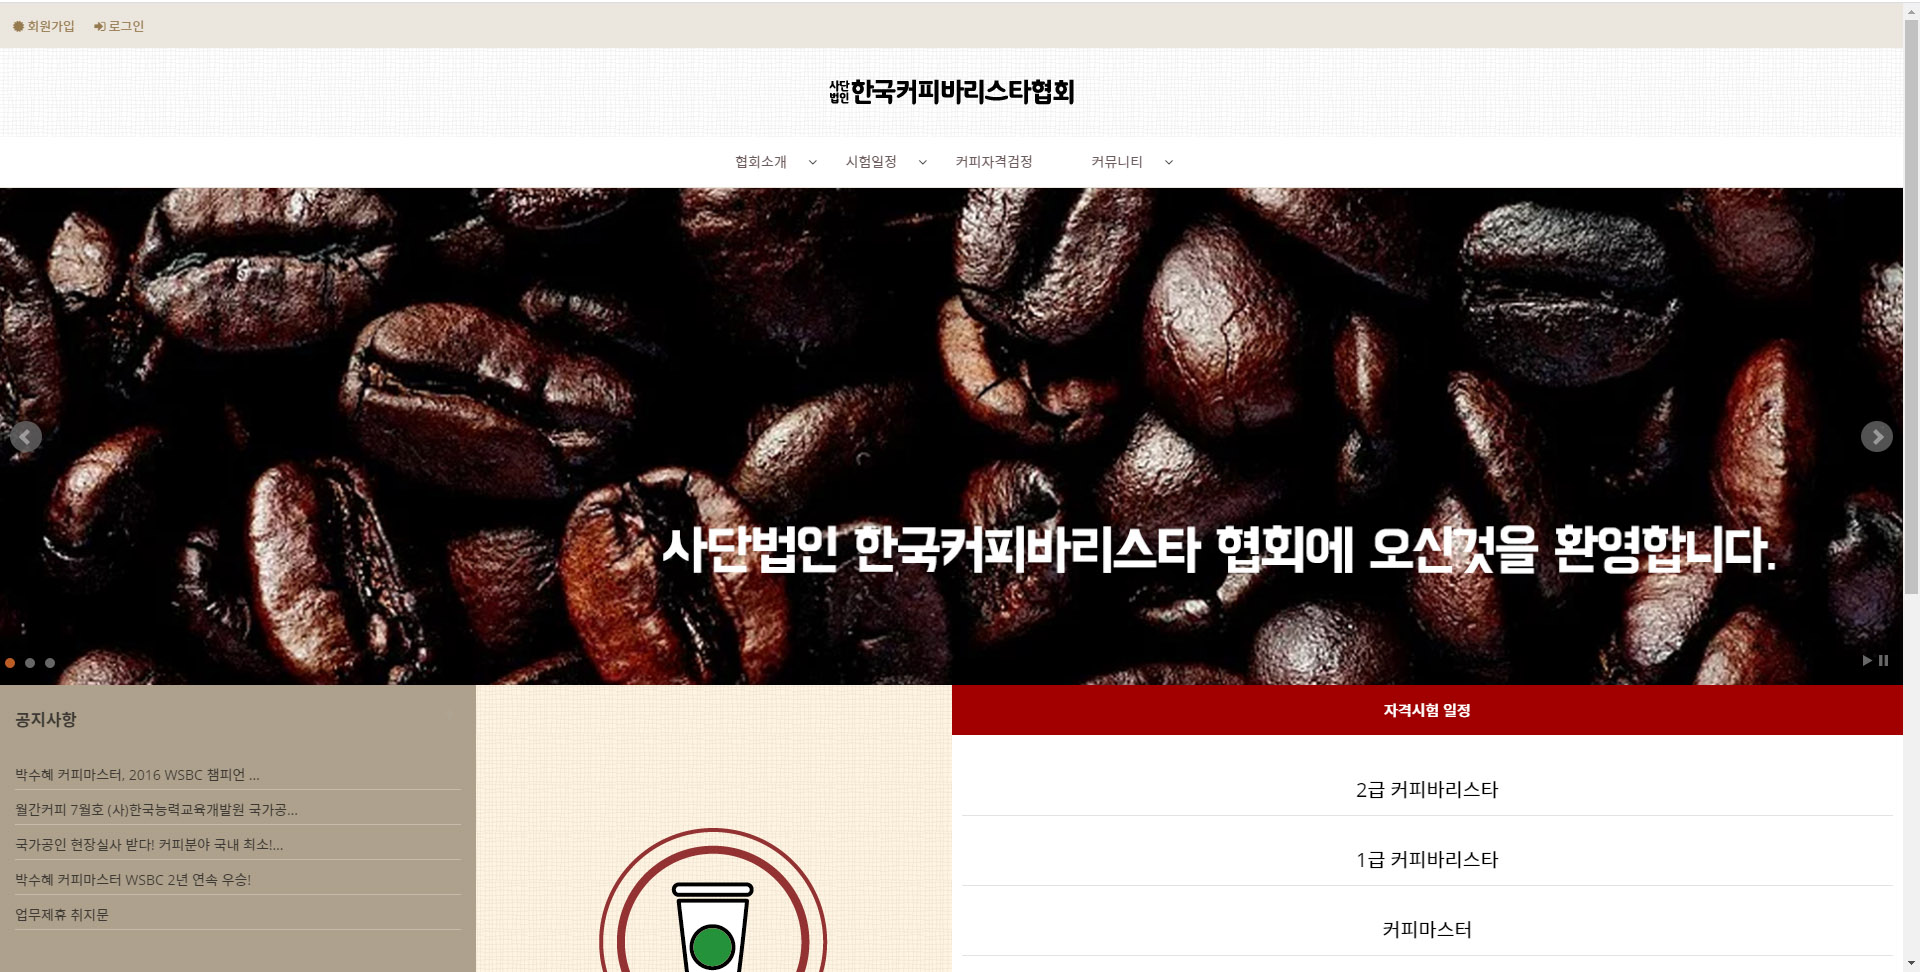 회원가입 로그인
사단법인 한국커피바리스타협회
협회소개 시험일정 커피자격검정 커뮤니티
사단법인 한국커피바리스타 협회에 오신것을 환영합니다.
공지사항
박수혜 커피마스터, 2016 WSBC 챔피언 ...
월간커피 7월호 (사)한국능력교육개발원 국가공...
국가공인 현장실사 받다! 커피분야 국내 최소!...
박수혜 커피마스터 WSBC 2년 연속 우승!
업무제휴 취지문
자격시험 일정
2급 커피바리스타
1급 커피바리스타
커피마스터